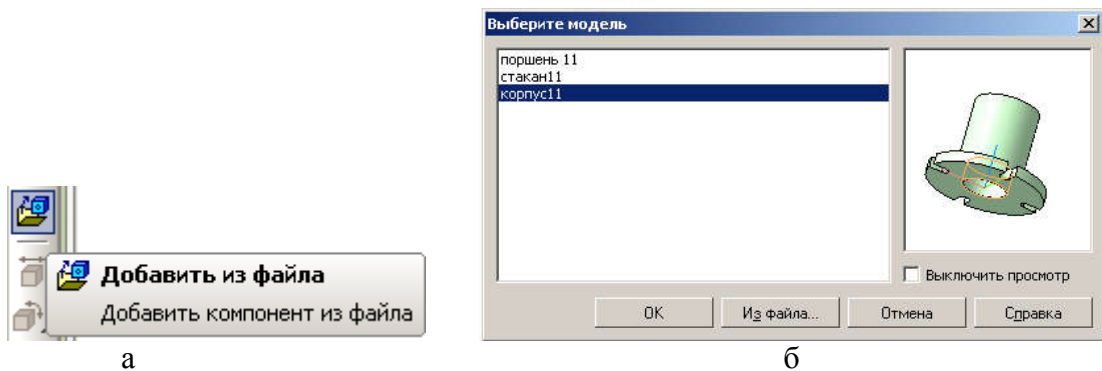 Добавить из файла
Добавить компонент из файла
а
Выберите модель
поршень 11
стакан11
корпус11
Выключить просмотр
ОК
Из файла...
Отмена
Справка
б